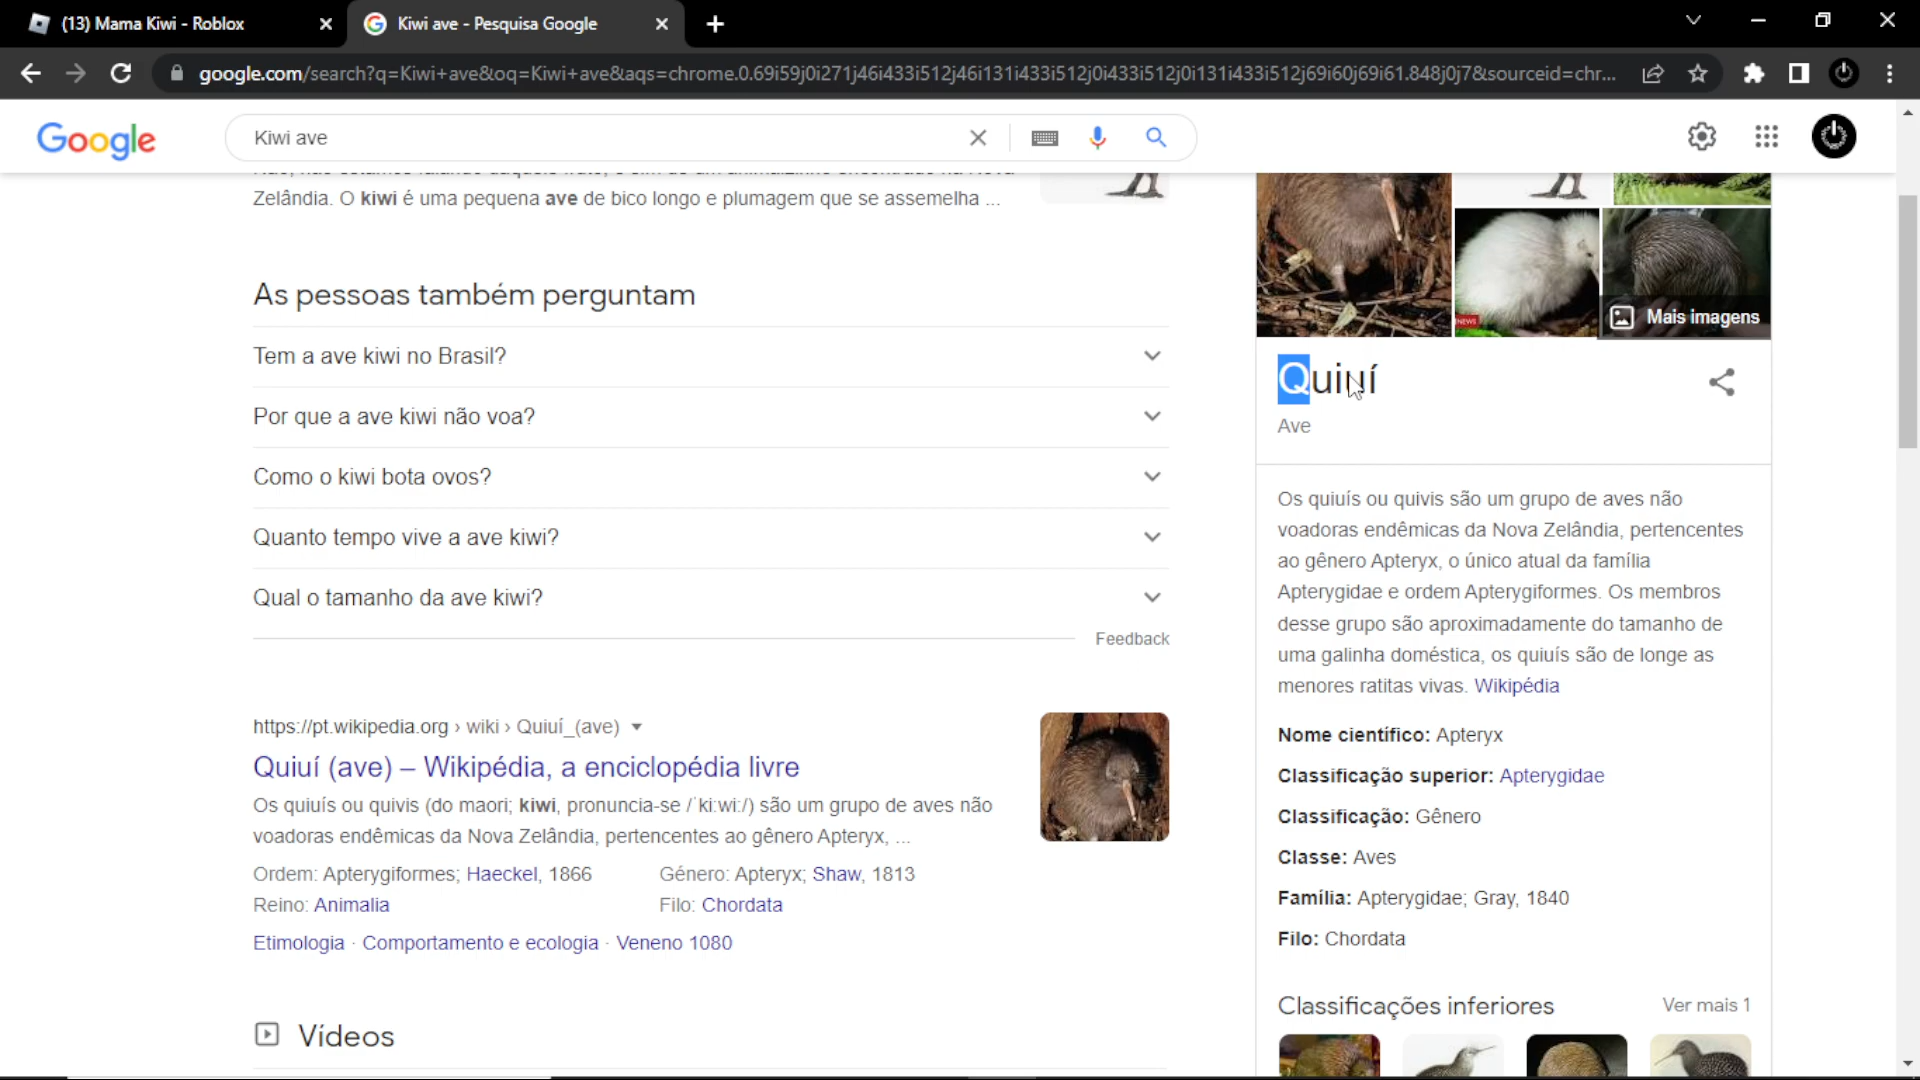 (13) Mama Kiwi - Roblox
Kiwi ave - Pesquisa Google
google.com/search?q=Kiwi+ave&oq=Kiwi+ave&aqs=chrome.0.69i59j0i271j46i433i512j46i131i433i512j0i433i512j0i131i433i512j69i60j69i61.848j0j7&sourceid=chr...
Google
Kiwi ave
Zelândia. O kiwi é uma pequena ave de bico longo e plumagem que se assemelha ...
As pessoas também perguntam
Tem a ave kiwi no Brasil?
Por que a ave kiwi não voa?
Como o kiwi bota ovos?
Quanto tempo vive a ave kiwi?
Qual o tamanho da ave kiwi?
Feedback
https://pt.wikipedia.org › wiki › Quiuí_(ave)
Quiuí (ave) – Wikipédia, a enciclopédia livre
Os quiuís ou quivis (do maori; kiwi, pronuncia-se /ˈkiːwiː/) são um grupo de aves não
voadoras endêmicas da Nova Zelândia, pertencentes ao gênero Apteryx, ...
Ordem: Apterygiformes; Haeckel, 1866
Género: Apteryx; Shaw, 1813
Reino: Animalia
Filo: Chordata
Etimologia · Comportamento e ecologia · Veneno 1080
Vídeos
NEWS
Mais imagens
Quiuí
Ave
Os quiuís ou quivis são um grupo de aves não
voadoras endêmicas da Nova Zelândia, pertencentes
ao gênero Apteryx, o único atual da família
Apterygidae e ordem Apterygiformes. Os membros
desse grupo são aproximadamente do tamanho de
uma galinha doméstica, os quiuís são de longe as
menores ratitas vivas. Wikipédia
Nome científico: Apteryx
Classificação superior: Apterygidae
Classificação: Gênero
Classe: Aves
Família: Apterygidae; Gray, 1840
Filo: Chordata
Classificações inferiores
Ver mais 1